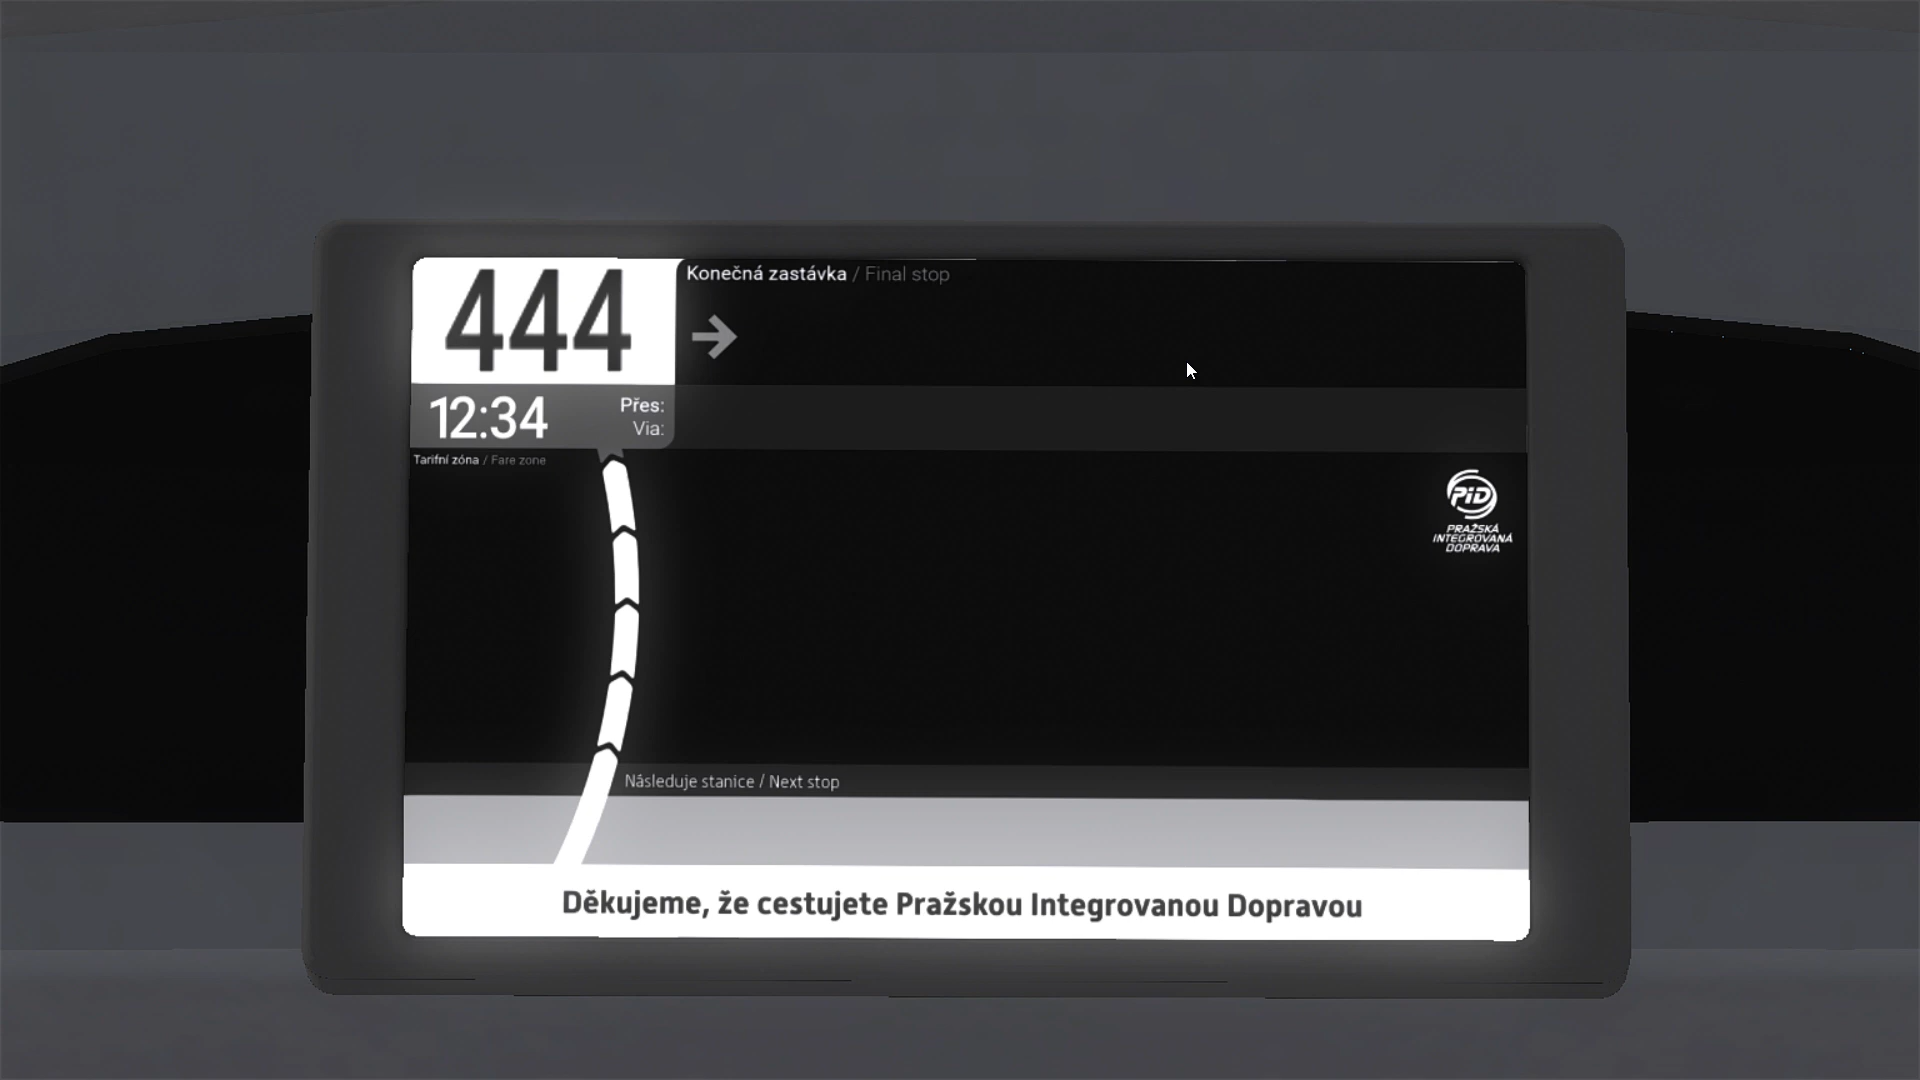 444
Konečná zastávka / Final stop
12:34
Přes:
Via:
Tarifní zóna / Fare zone
PID
PRAŽSKÁ
INTEGROVANÁ
DOPRAVA
Následuje stanice / Next stop
Děkujeme, že cestujete Pražskou Integrovanou Dopravou